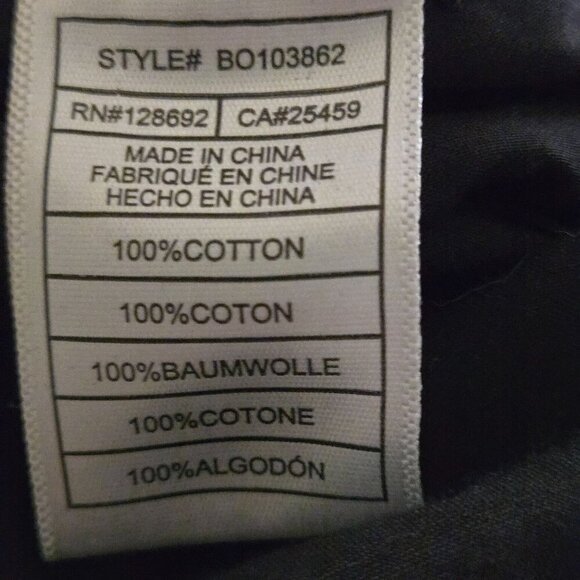 STYLE# BO103862
RN#128692 CA#25459
MADE IN CHINA
FABRIQUÉ EN CHINE
HECHO EN CHINA
100%COTTON
100%COTON
100%BAUMWOLLE
100%COTONE
100%ALGODÓN